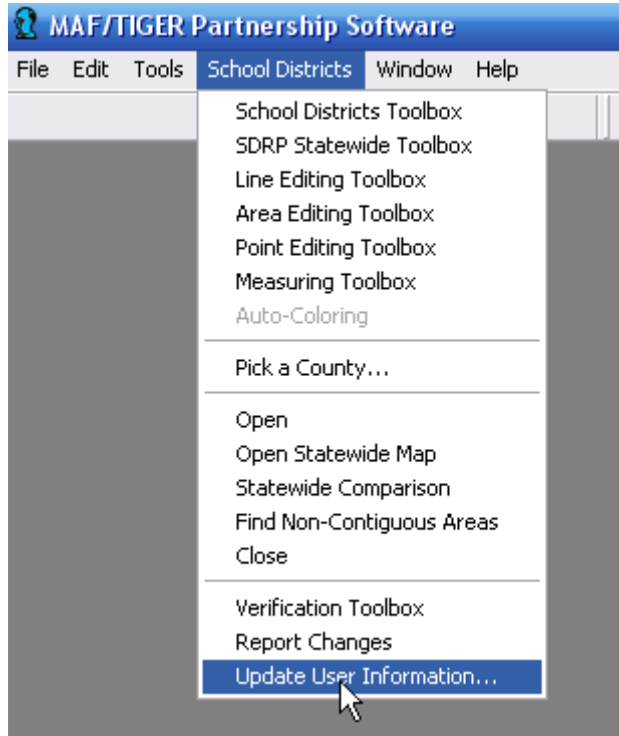 MAF/TIGER Partnership Software
File Edit Tools School Districts Window Help
School Districts Toolbox
SDRP Statewide Toolbox
Line Editing Toolbox
Area Editing Toolbox
Point Editing Toolbox
Measuring Toolbox
Auto-Coloring
Pick a County...
Open
Open Statewide Map
Statewide Comparison
Find Non-Contiguous Areas
Close
Verification Toolbox
Report Changes
Update User Information...